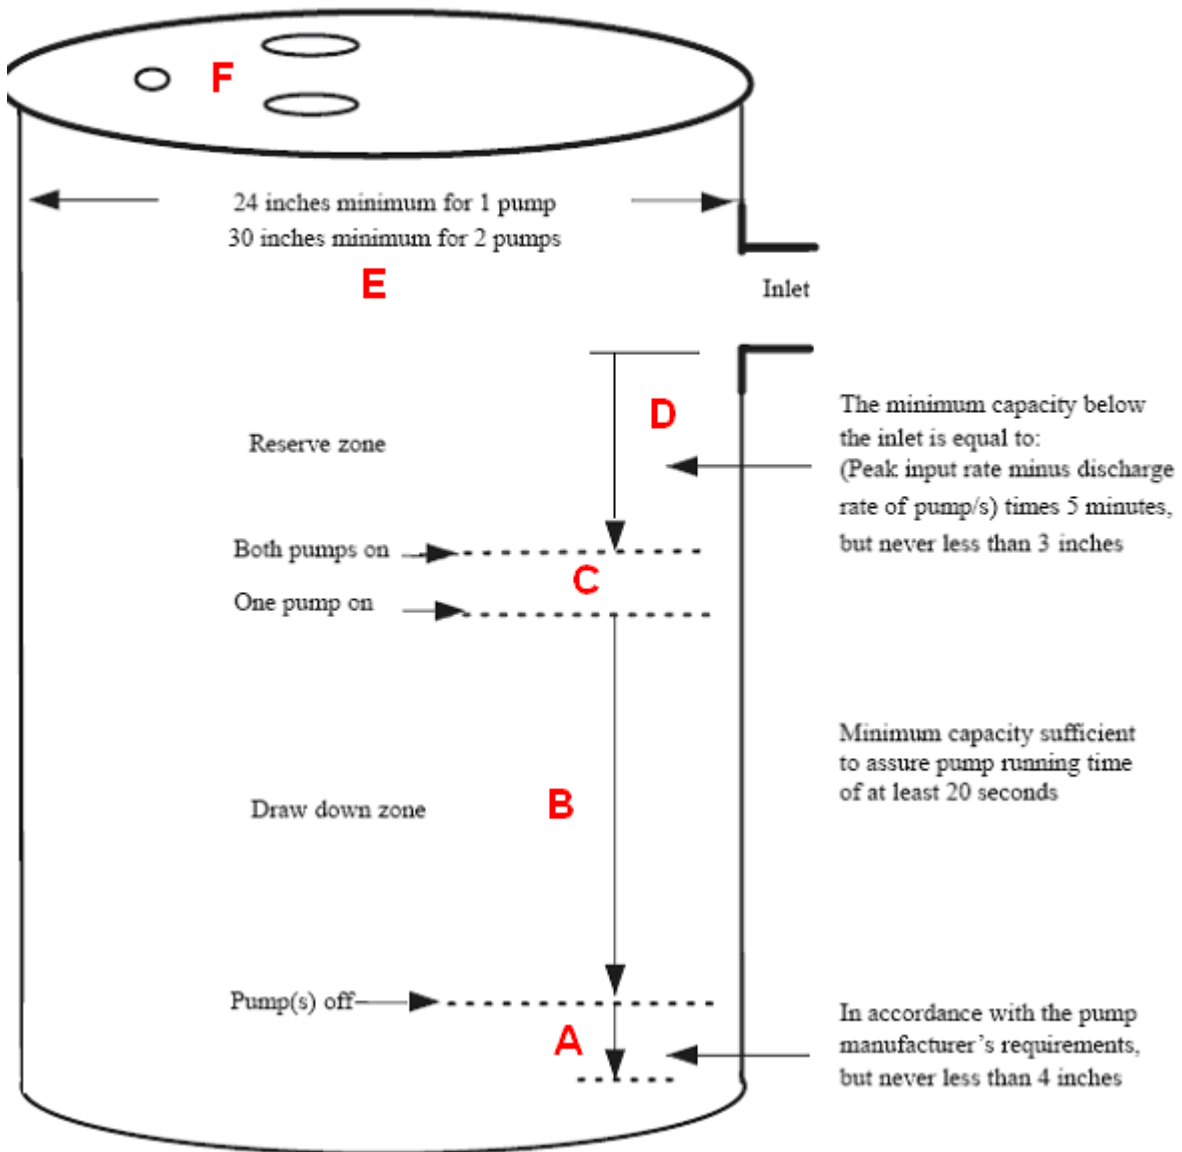 F
24 inches minimum for 1 pump
30 inches minimum for 2 pumps
E
Inlet
D
The minimum capacity below
the inlet is equal to:
(Peak input rate minus discharge
rate of pump/s) times 5 minutes,
but never less than 3 inches
Reserve zone
Both pumps on
C
One pump on
Minimum capacity sufficient
to assure pump running time
of at least 20 seconds
B
Draw down zone
Pump(s) off
A
In accordance with the pump
manufacturer’s requirements,
but never less than 4 inches